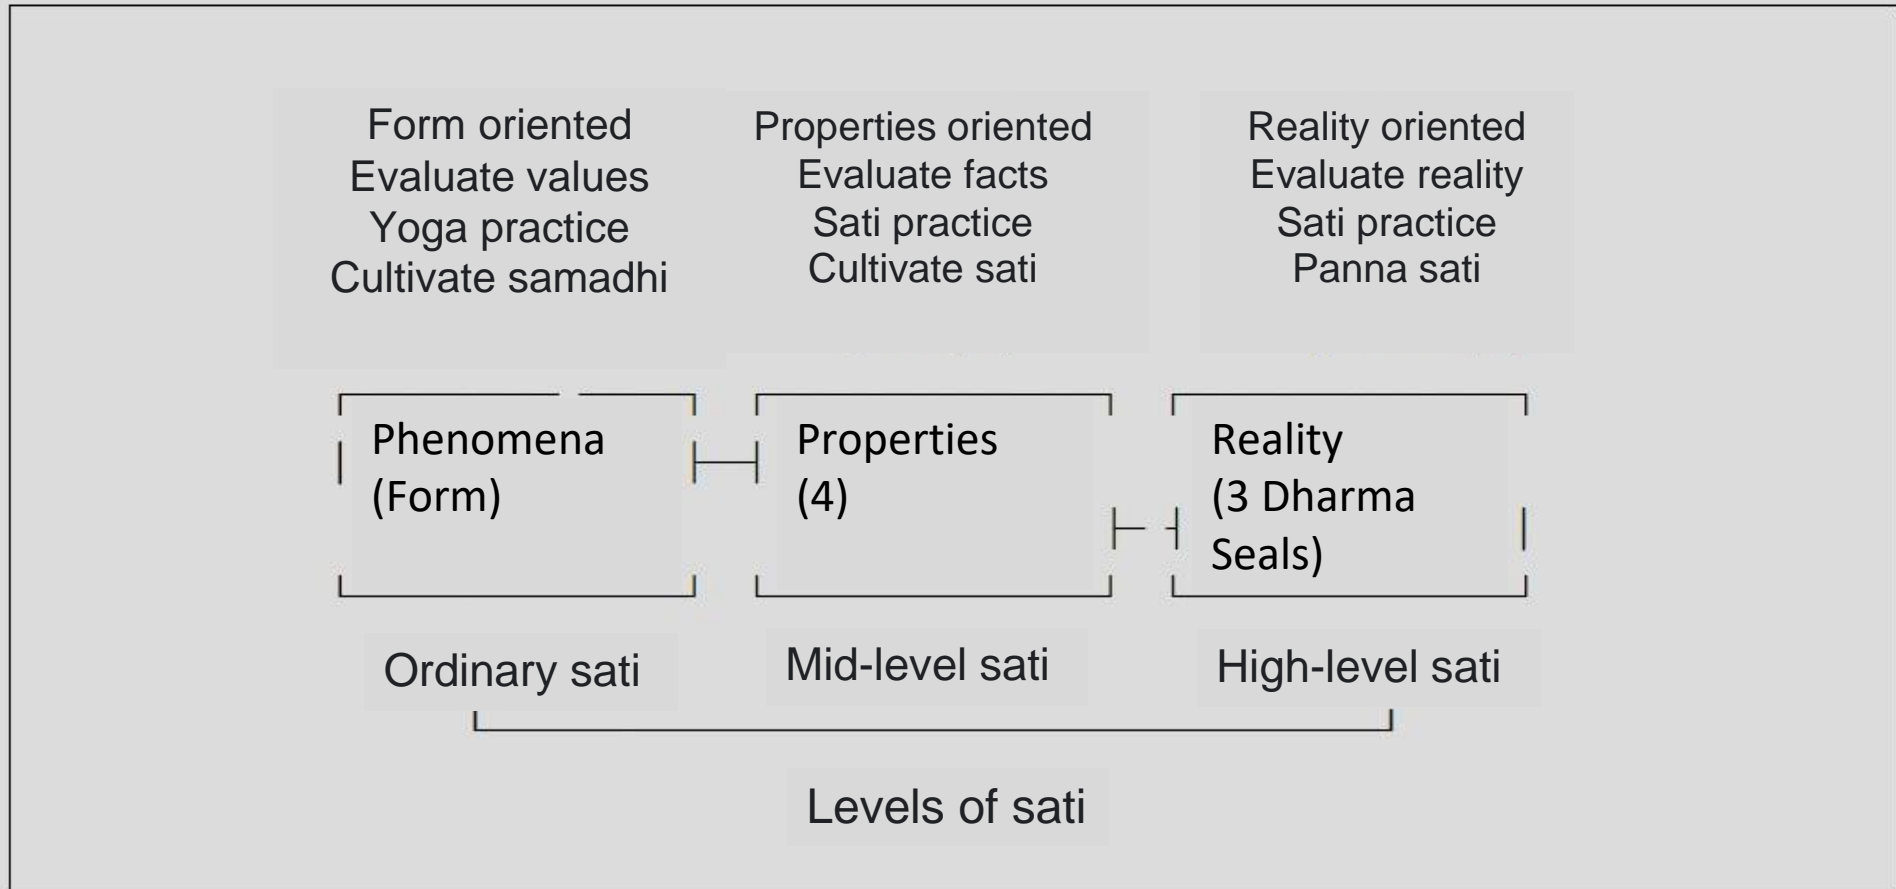 Form oriented
Evaluate values
Yoga practice
Cultivate samadhi
Properties oriented
Evaluate facts
Sati practice
Cultivate sati
Reality oriented
Evaluate reality
Sati practice
Panna sati
Phenomena
(Form)
Properties
(4)
Reality
(3 Dharma
Seals)
Ordinary sati
Mid-level sati
High-level sati
Levels of sati